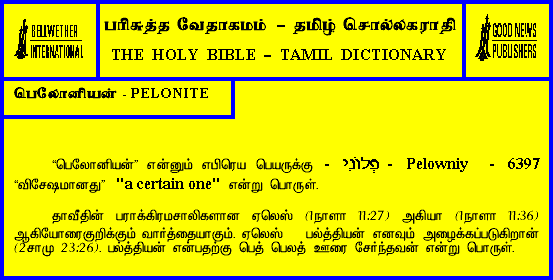 BELLWETHER
INTERNATIONAL
பரிசுத்த வேதாகமம் – தமிழ் சொல்லகராதி
THE HOLY BIBLE – TAMIL DICTIONARY
GOOD NEWS
PUBLISHERS
பெலோனியன் - PELONITE
“பெலோனியன்” என்னும் எபிரெய பெயருக்கு - פְּלוֹנִי - Pelowniy - 6397
“விசேஷமானது” "a certain one" என்று பொருள்.
தாவீதின் பராக்கிரமசாலிகளான ஏலெஸ் (1நாளா 11:27) அகியா (1நாளா 11:36)
ஆகியோரைகுறிக்கும் வார்த்தையாகும். ஏலெஸ் பல்த்தியன் எனவும் அழைக்கப்படுகிறான்
(2சாமு 23:26). பல்த்தியன் என்பதற்கு பெத் பெலத் ஊரை சேர்ந்தவன் என்று பொருள்.